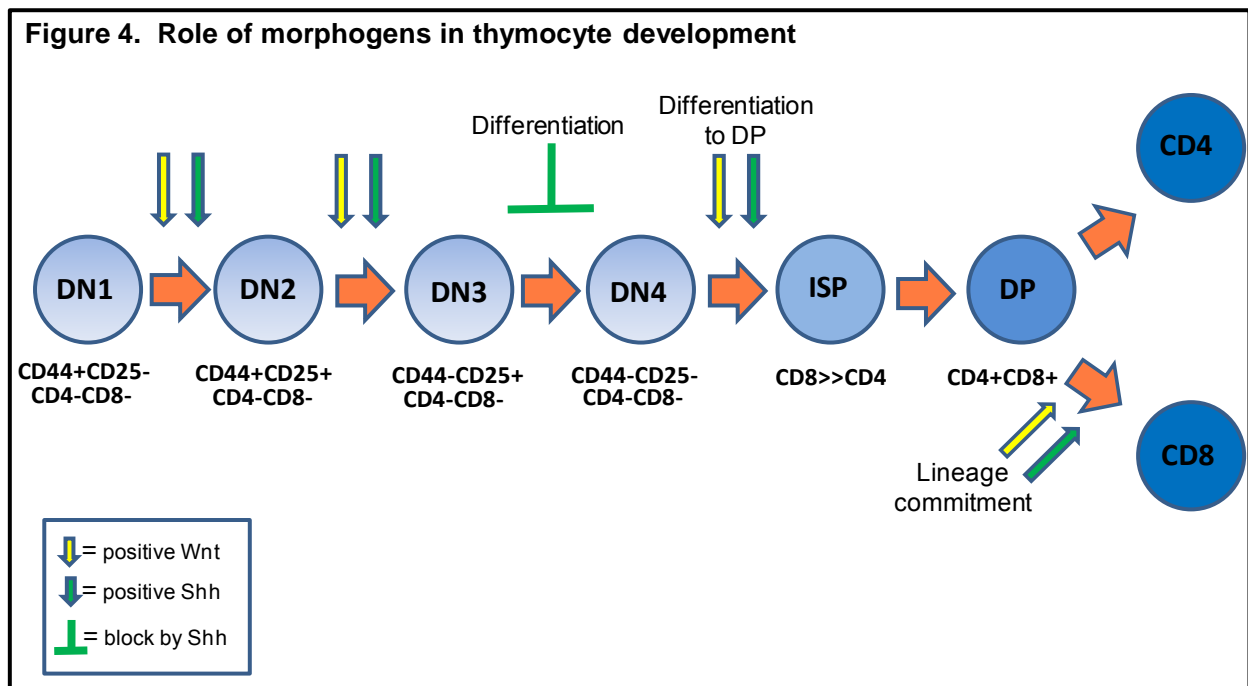 Figure 4. Role of morphogens in thymocyte development
Differentiation
Differentiation
to DP
CD4
DN1
DN2
DN3
DN4
ISP
DP
CD44+CD25-
CD4-CD8-
CD44+CD25+
CD4-CD8-
CD44-CD25+
CD4-CD8-
CD44-CD25-
CD4-CD8-
CD8>>CD4
CD4+CD8+
CD8
Lineage
commitment
= positive Wnt
= positive Shh
= block by Shh